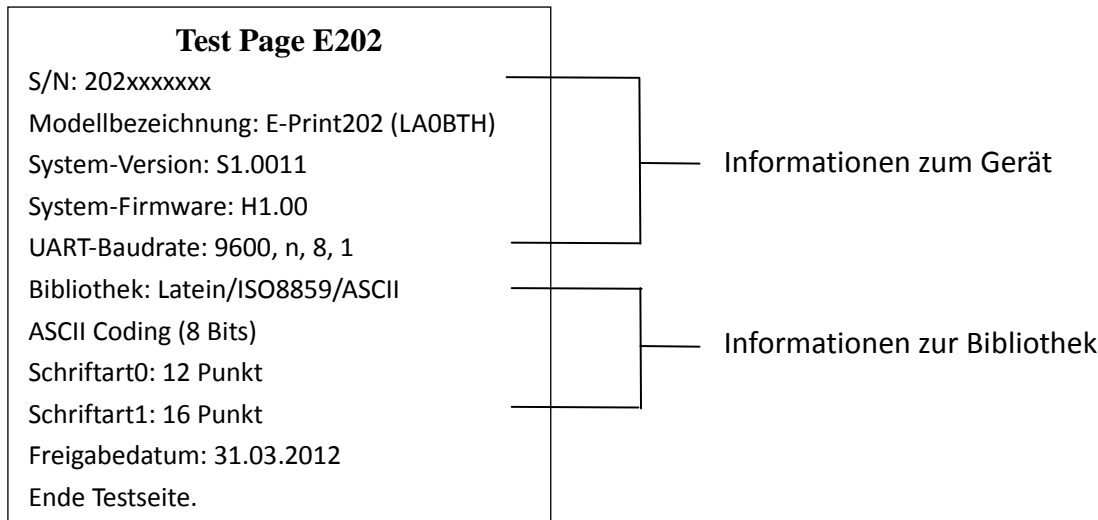 Test Page E202
S/N: 202xxxxxxx
Modellbezeichnung: E-Print202 (LA0BTH)
System-Version: S1.0011
System-Firmware: H1.00
UART-Baudrate: 9600, n, 8, 1
Bibliothek: Latein/ISO8859/ASCII
ASCII Coding (8 Bits)
Schriftart0: 12 Punkt
Schriftart1: 16 Punkt
Freigabedatum: 31.03.2012
Ende Testseite.
Informationen zum Gerät
Informationen zur Bibliothek